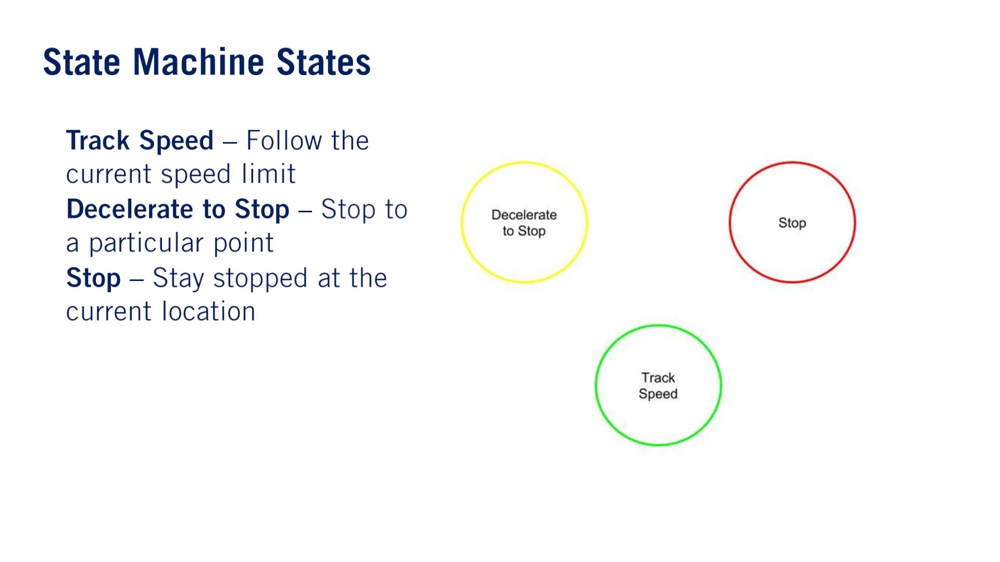 State Machine States
Track Speed – Follow the
current speed limit
Decelerate to Stop – Stop to
a particular point
Stop – Stay stopped at the
current location
Decelerate
to Stop
Stop
Track
Speed